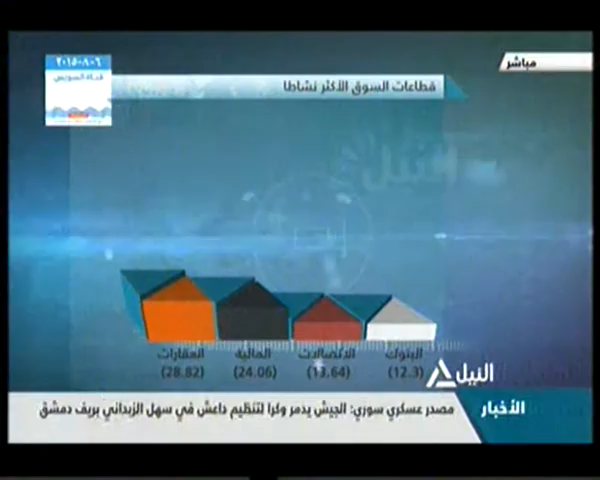 ٢٠١٥-٨-٠٦
قناة السويس
مباشر
قطاعات السوق الأكثر نشاطا
العقارات
(28.82)
المالية
(24.06)
الاتصالات
(13.64)
البنوك
(12.3)
النيل
الأخبار
مصدر عسكري سوري: الجيش يدمر وكرا لتنظيم داعش في سهل الزبداني بريف دمشق